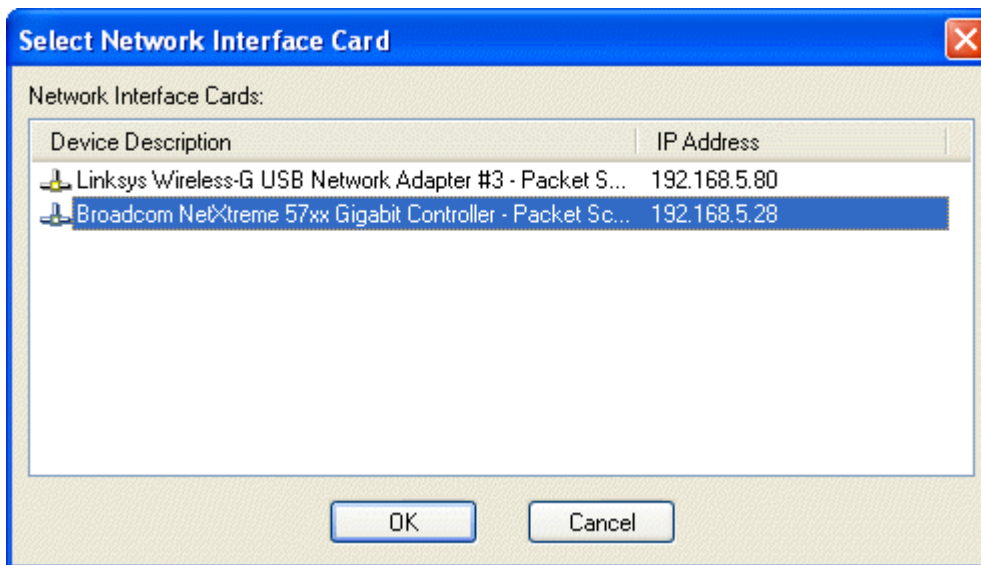 Select Network Interface Card
Network Interface Cards:
Device Description IP Address
Linksys Wireless-G USB Network Adapter #3 - Packet S... 192.168.5.80
Broadcom NetXtreme 57xx Gigabit Controller - Packet Sc... 192.168.5.28
OK Cancel